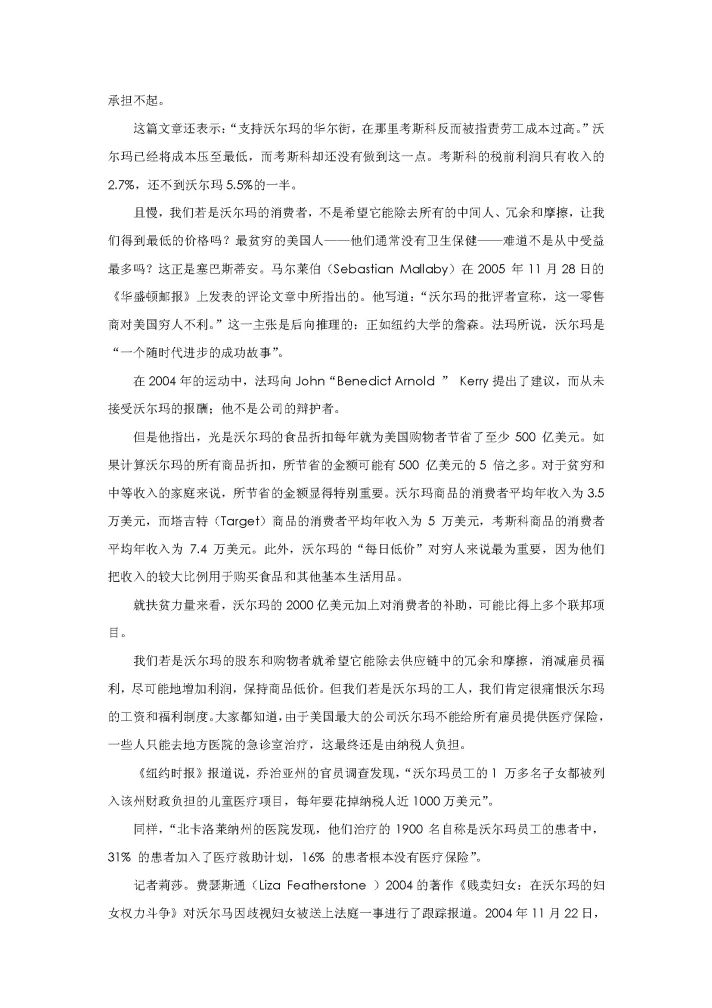 承担不起。
这篇文章还表示：“支持沃尔玛的华尔街，在那里考斯科反而被指责劳工成本过高。”沃
尔玛已经将成本压至最低，而考斯科却还没有做到这一点。考斯科的税前利润只有收入的
2.7%，还不到沃尔玛 5.5%的一半。
且慢，我们若是沃尔玛的消费者，不是希望它能除去所有的中间人、冗余和摩擦，让我
们得到最低的价格吗？最贫穷的美国人——他们通常没有卫生保健——难道不是从中受益
最多吗？这正是塞巴斯蒂安。马尔莱伯（Sebastian Mallaby）在 2005 年 11 月 28 日的
《华盛顿邮报》上发表的评论文章中所指出的。他写道：“沃尔玛的批评者宣称，这一零售
商对美国穷人不利。”这一主张是后向推理的：正如纽约大学的詹森。法玛所说，沃尔玛是
“一个随时代进步的成功故事”。
在 2004 年的运动中，法玛向 John“Benedict Arnold ” Kerry 提出了建议，而从未
接受沃尔玛的报酬；他不是公司的辩护者。
但是他指出，光是沃尔玛的食品折扣每年就为美国购物者节省了至少 500 亿美元。如
果计算沃尔玛的所有商品折扣，所节省的金额可能有 500 亿美元的 5 倍之多。对于贫穷和
中等收入的家庭来说，所节省的金额显得特别重要。沃尔玛商品的消费者平均年收入为 3.5
万美元，而塔吉特（Target）商品的消费者平均年收入为 5 万美元，考斯科商品的消费者
平均年收入为 7.4 万美元。此外，沃尔玛的“每日低价”对穷人来说最为重要，因为他们
把收入的较大比例用于购买食品和其他基本生活用品。
就扶贫力量来看，沃尔玛的 2000 亿美元加上对消费者的补助，可能比得上多个联邦项
目。
我们若是沃尔玛的股东和购物者就希望它能除去供应链中的冗余和摩擦，消减雇员福
利，尽可能地增加利润，保持商品低价。但我们若是沃尔玛的工人，我们肯定很痛恨沃尔玛
的工资和福利制度。大家都知道，由于美国最大的公司沃尔玛不能给所有雇员提供医疗保险，
一些人只能去地方医院的急诊室治疗，这最终还是由纳税人负担。
《纽约时报》报道说，乔治亚州的官员调查发现，“沃尔玛员工的 1 万多名子女都被列
入该州财政负担的儿童医疗项目，每年要花掉纳税人近 1000 万美元”。
同样，“北卡洛莱纳州的医院发现，他们治疗的 1900 名自称是沃尔玛员工的患者中，
31% 的患者加入了医疗救助计划，16% 的患者根本没有医疗保险”。
记者莉莎。费瑟斯通（Liza Featherstone ）2004 的著作《贱卖妇女：在沃尔玛的妇
女权力斗争》对沃尔马因歧视妇女被送上法庭一事进行了跟踪报道。2004 年 11 月 22 日，